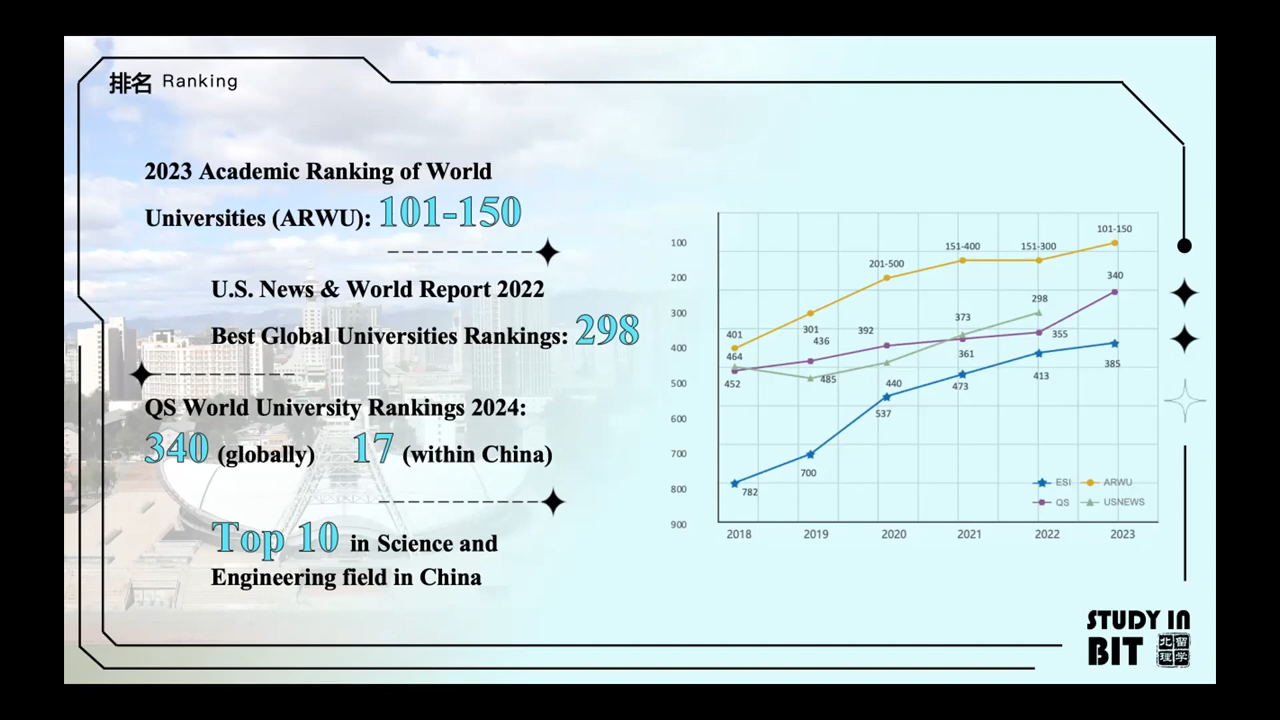 排名 Ranking
2023 Academic Ranking of World
Universities (ARWU): 101-150
U.S. News & World Report 2022
Best Global Universities Rankings: 298
QS World University Rankings 2024:
340 (globally) 17 (within China)
Top 10 in Science and
Engineering field in China
100
200
300
400
500
600
700
800
900
401
301
201-500
151-400
151-300
101-150
464
436
392
373
298
340
452
485
440
361
355
782
700
537
473
413
385
ESI ARWU
QS USNEWS
2018 2019 2020 2021 2022 2023
STUDY IN
BIT
北留
理学